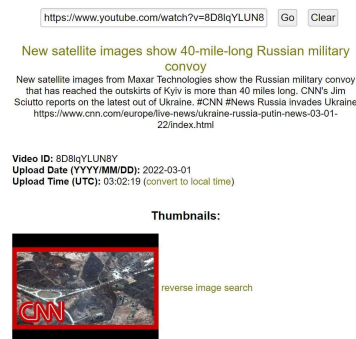 https://www.youtube.com/watch?v=8D8lqYLUN8 Go Clear
New satellite images show 40-mile-long Russian military
convoy
New satellite images from Maxar Technologies show the Russian military convoy
that has reached the outskirts of Kyiv is more than 40 miles long. CNN's Jim
Sciutto reports on the latest out of Ukraine. #CNN #News Russia invades Ukraine
https://www.cnn.com/europe/live-news/ukraine-russia-putin-news-03-01-
22/index.html
Video ID: 8D8lqYLUN8Y
Upload Date (YYYY/MM/DD): 2022-03-01
Upload Time (UTC): 03:02:19 (convert to local time)
Thumbnails:
reverse image search
CNN